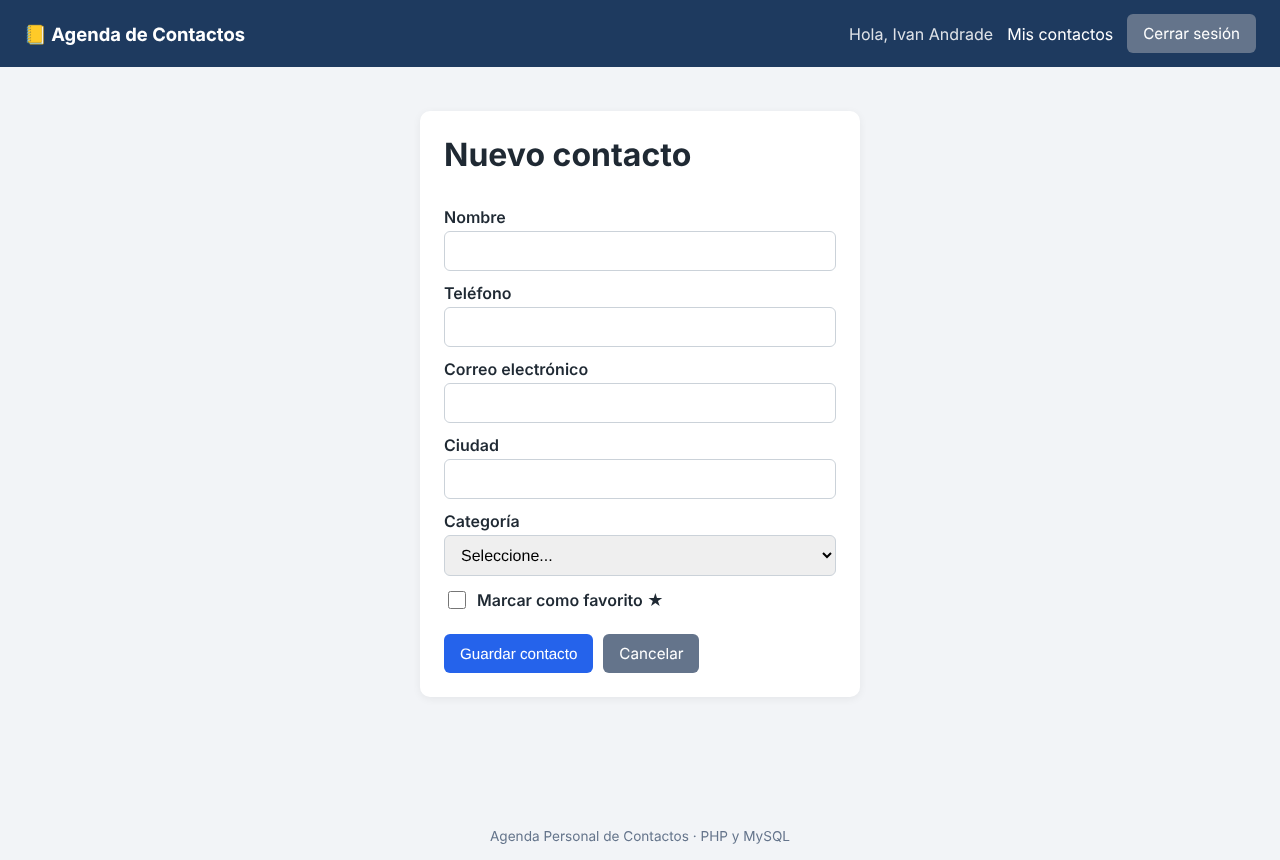 📒 Agenda de Contactos
Hola, Ivan Andrade Mis contactos Cerrar sesión
Nuevo contacto
Nombre
Teléfono
Correo electrónico
Ciudad
Categoría
Seleccione...
Marcar como favorito ★
Guardar contacto Cancelar
Agenda Personal de Contactos · PHP y MySQL